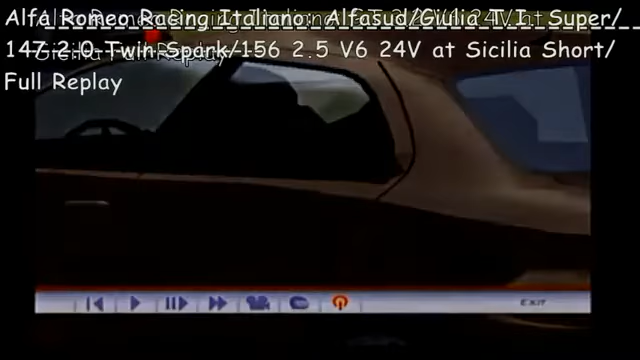 Alfa Romeo Racing Italiano: Alfasud/Giulia T.I. Super/
147 2.0 Twin Spark/156 2.5 V6 24V at Sicilia Short/
Full Replay
EXIT